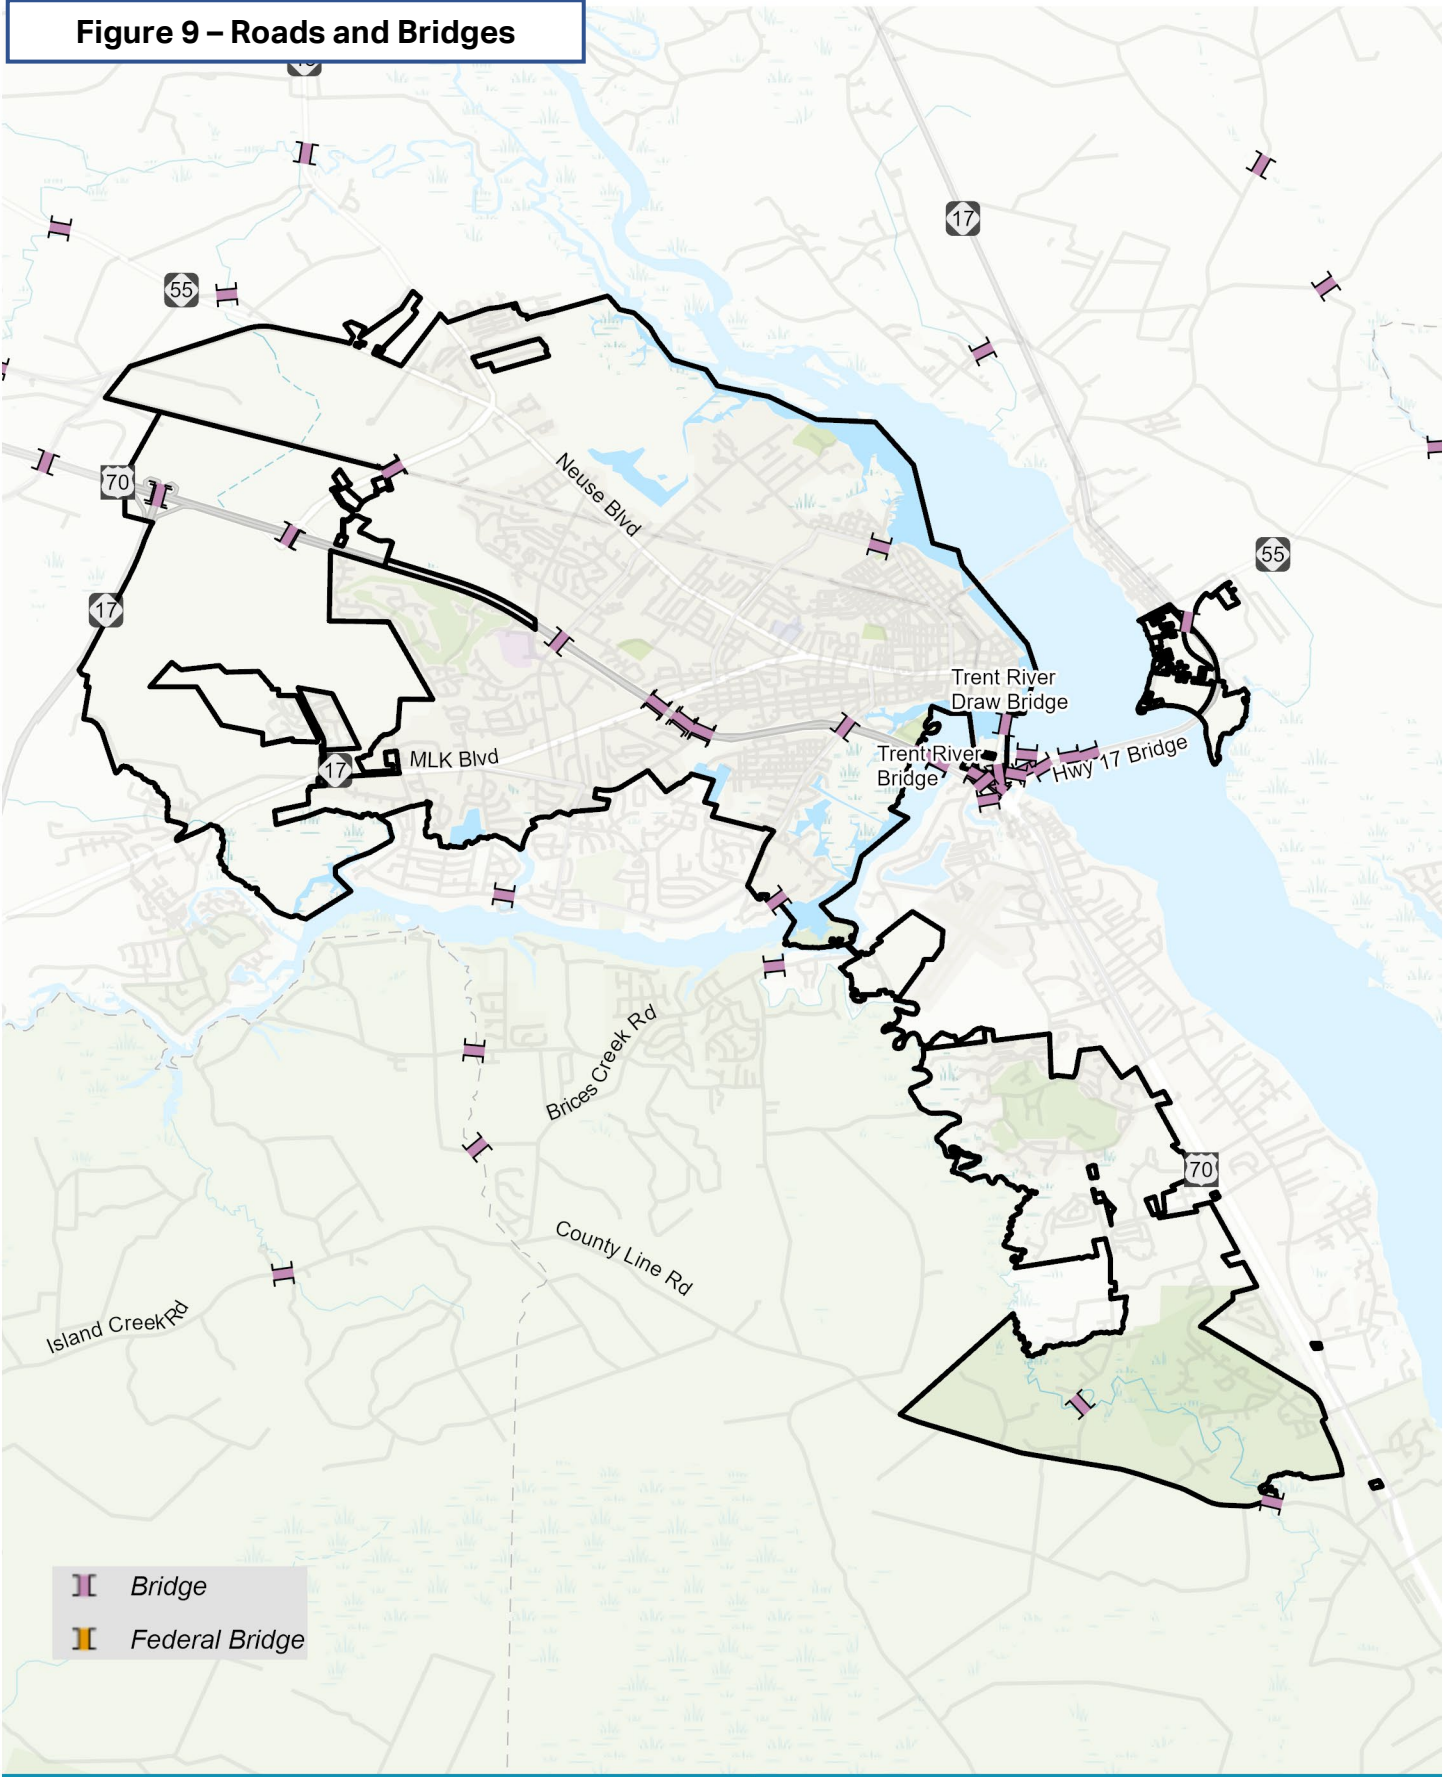 Figure 9 – Roads and Bridges
17
55
70
Neuse Blvd
55
17
Trent River
Draw Bridge
Trent River
Bridge
Hwy 17 Bridge
MLK Blvd
17
Brices Creek Rd
70
County Line Rd
Island Creek Rd
Bridge
Federal Bridge